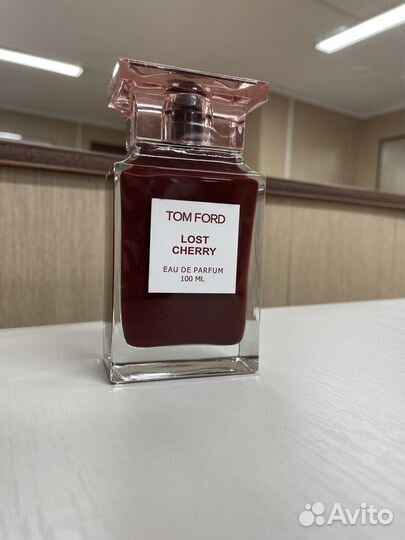 TOM FORD
LOST
CHERRY
EAU DE PARFUM
100 ML
Avito